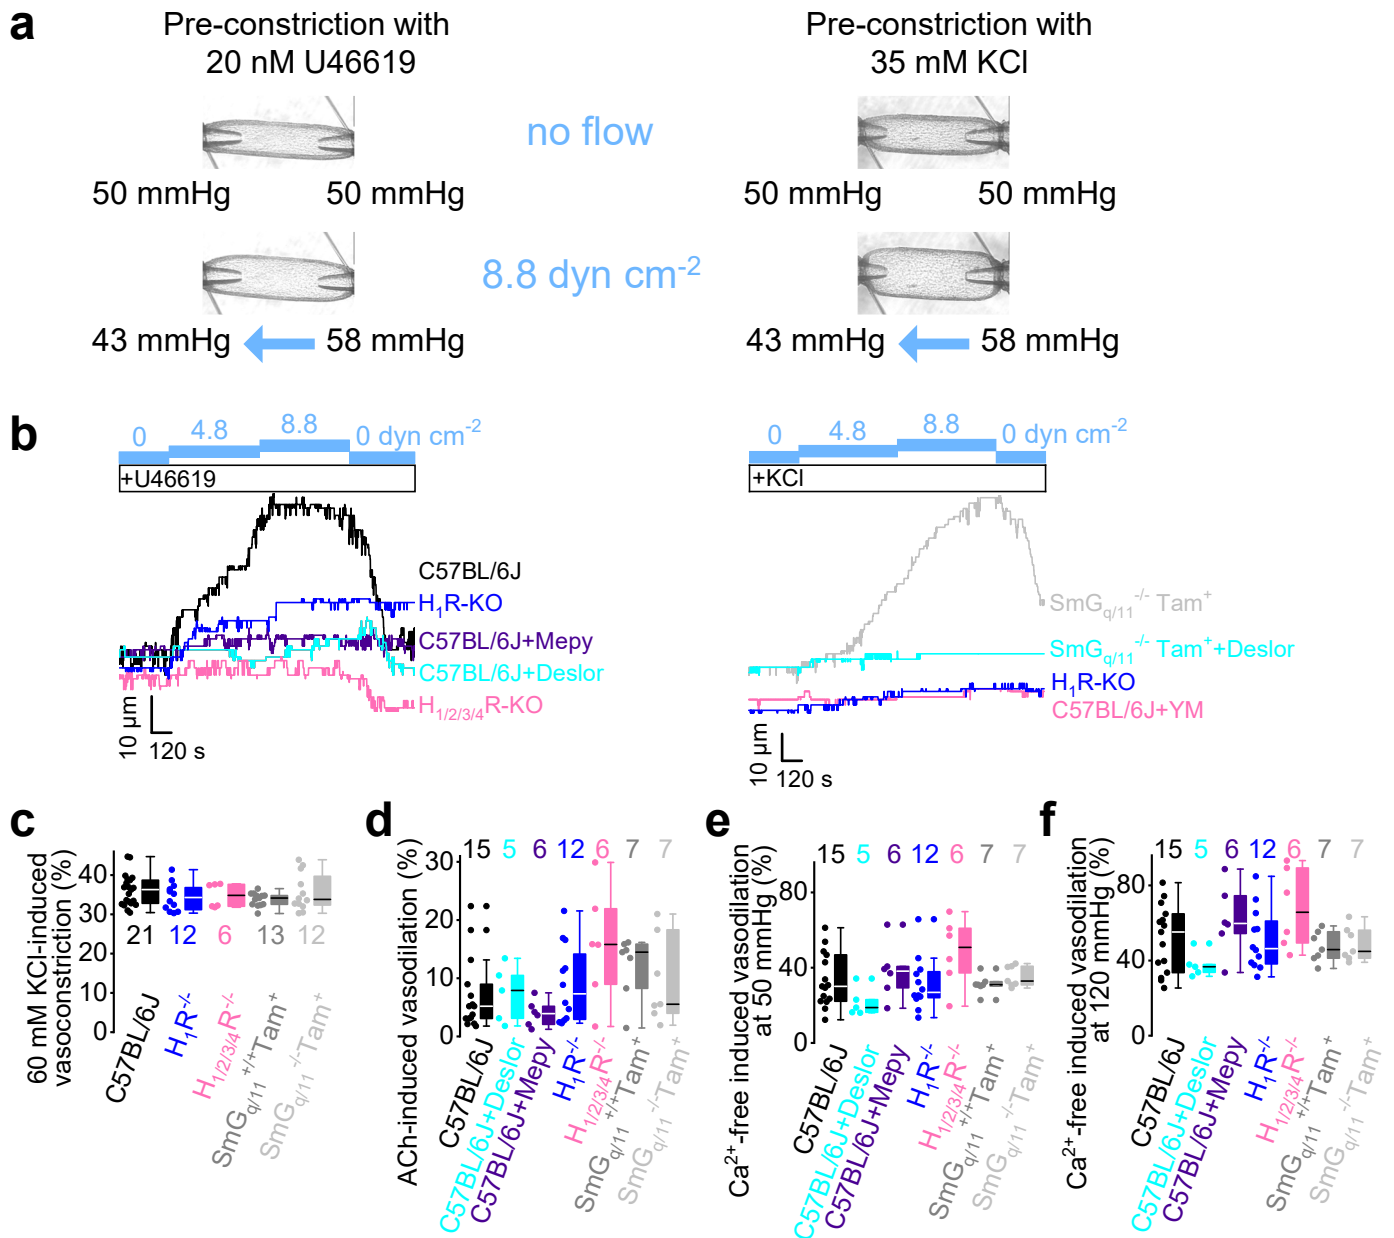 a
Pre-constriction with
20 nM U46619
Pre-constriction with
35 mM KCl
no flow
50 mmHg 50 mmHg
50 mmHg 50 mmHg
8.8 dyn cm⁻²
43 mmHg 58 mmHg
43 mmHg 58 mmHg
b
0 4.8 8.8 0 dyn cm⁻²
+U46619
C57BL/6J
H₁R-KO
C57BL/6J+Mepy
C57BL/6J+Deslor
H₁/₂/₃/₄R-KO
10 µm
120 s
0 4.8 8.8 0 dyn cm⁻²
+KCl
SmGq/11⁻/⁻ Tam⁺
SmGq/11⁻/⁻ Tam⁺+Deslor
H₁R-KO
C57BL/6J+YM
10 µm
120 s
c
60 mM KCl-induced
vasoconstriction (%)
40
30
20
10
0
21 12 6 13 12
C57BL/6J
H₁R⁻/⁻
H₁/₂/₃/₄R⁻/⁻
SmGq/11⁺/⁺Tam⁺
SmGq/11⁻/⁻Tam⁺
d
ACh-induced vasodilation (%)
30
20
10
0
15 5 6 12 6 7 7
C57BL/6J
C57BL/6J+Deslor
C57BL/6J+Mepy
H₁R⁻/⁻
H₁/₂/₃/₄R⁻/⁻
SmGq/11⁺/⁺Tam⁺
SmGq/11⁻/⁻Tam⁺
e
Ca²⁺-free induced vasodilation
at 50 mmHg (%)
80
40
0
15 5 6 12 6 7 7
C57BL/6J
C57BL/6J+Deslor
C57BL/6J+Mepy
H₁R⁻/⁻
H₁/₂/₃/₄R⁻/⁻
SmGq/11⁺/⁺Tam⁺
SmGq/11⁻/⁻Tam⁺
f
Ca²⁺-free induced vasodilation
at 120 mmHg (%)
80
40
0
15 5 6 12 6 7 7
C57BL/6J
C57BL/6J+Deslor
C57BL/6J+Mepy
H₁R⁻/⁻
H₁/₂/₃/₄R⁻/⁻
SmGq/11⁺/⁺Tam⁺
SmGq/11⁻/⁻Tam⁺